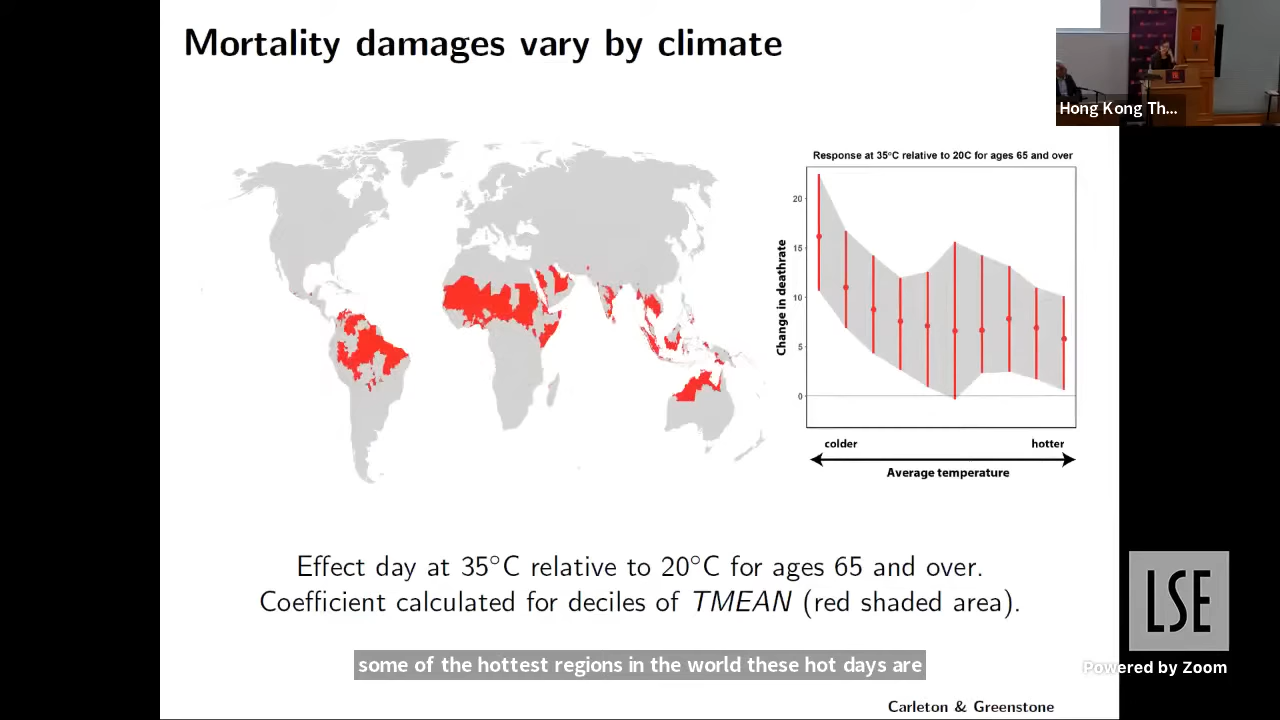 Mortality damages vary by climate
Hong Kong Th...
Response at 35°C relative to 20C for ages 65 and over
Change in deathrate
20
15
10
5
0
colder
hotter
Average temperature
Effect day at 35°C relative to 20°C for ages 65 and over.
Coefficient calculated for deciles of TMEAN (red shaded area).
LSE
some of the hottest regions in the world these hot days are
Powered by Zoom
Carleton & Greenstone